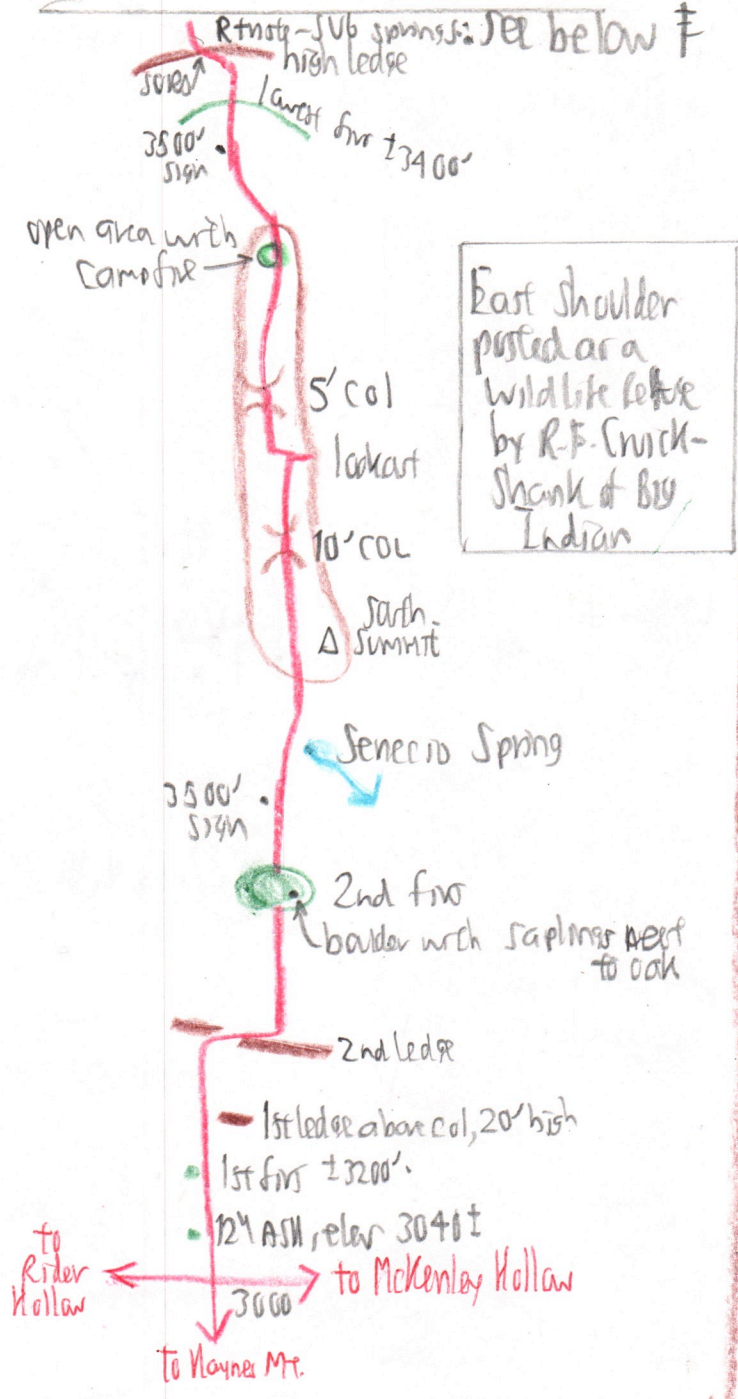 Rtnote-SVb springs: see below
high ledge
lowest firs ±3400'
3500'
sign
open area with
campfire
East shoulder
posted as a
wildlife
by R.F. Cruick-
shank of Big
Indian
5' COl
lookout
10' COL
South
SUMMIT
Senecio Spring
3500'
sign
2nd firs
boulder with saplings next
to oak
2nd ledge
1st ledge above col, 20' high
1st firs ±3200'.
12" ASH, elev 3040±
to
Rider
Hollow
to McKenley Hollow
3000
to Haynes Mt.